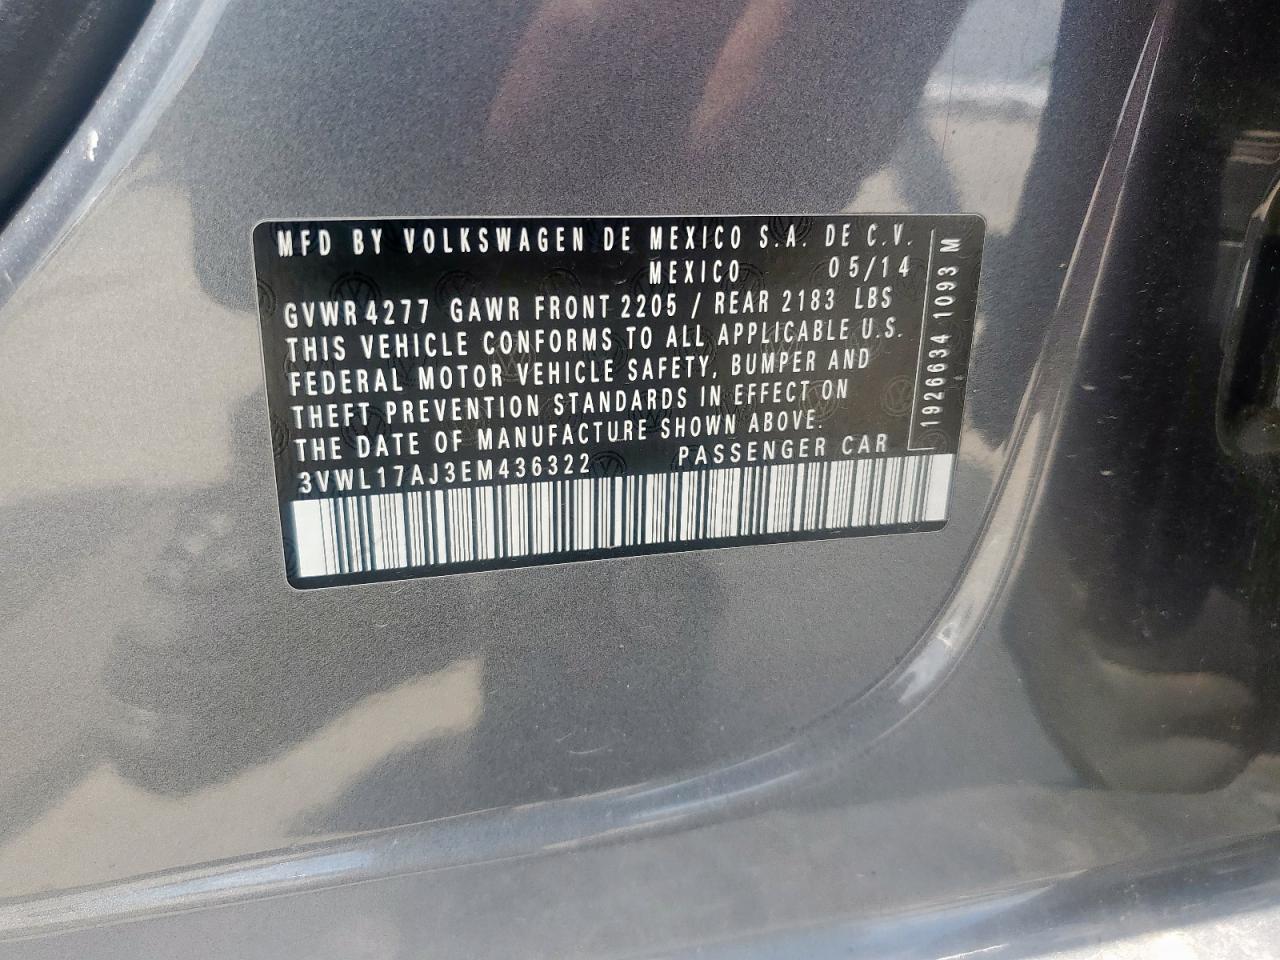 MFD BY VOLKSWAGEN DE MEXICO S.A. DE C.V.
MEXICO 05/14
GVWR 4277 GAWR FRONT 2205 / REAR 2183 LBS
THIS VEHICLE CONFORMS TO ALL APPLICABLE U.S.
FEDERAL MOTOR VEHICLE SAFETY, BUMPER AND
THEFT PREVENTION STANDARDS IN EFFECT ON
THE DATE OF MANUFACTURE SHOWN ABOVE.
3VWL17AJ3EM436322 PASSENGER CAR
1926634 1093 M